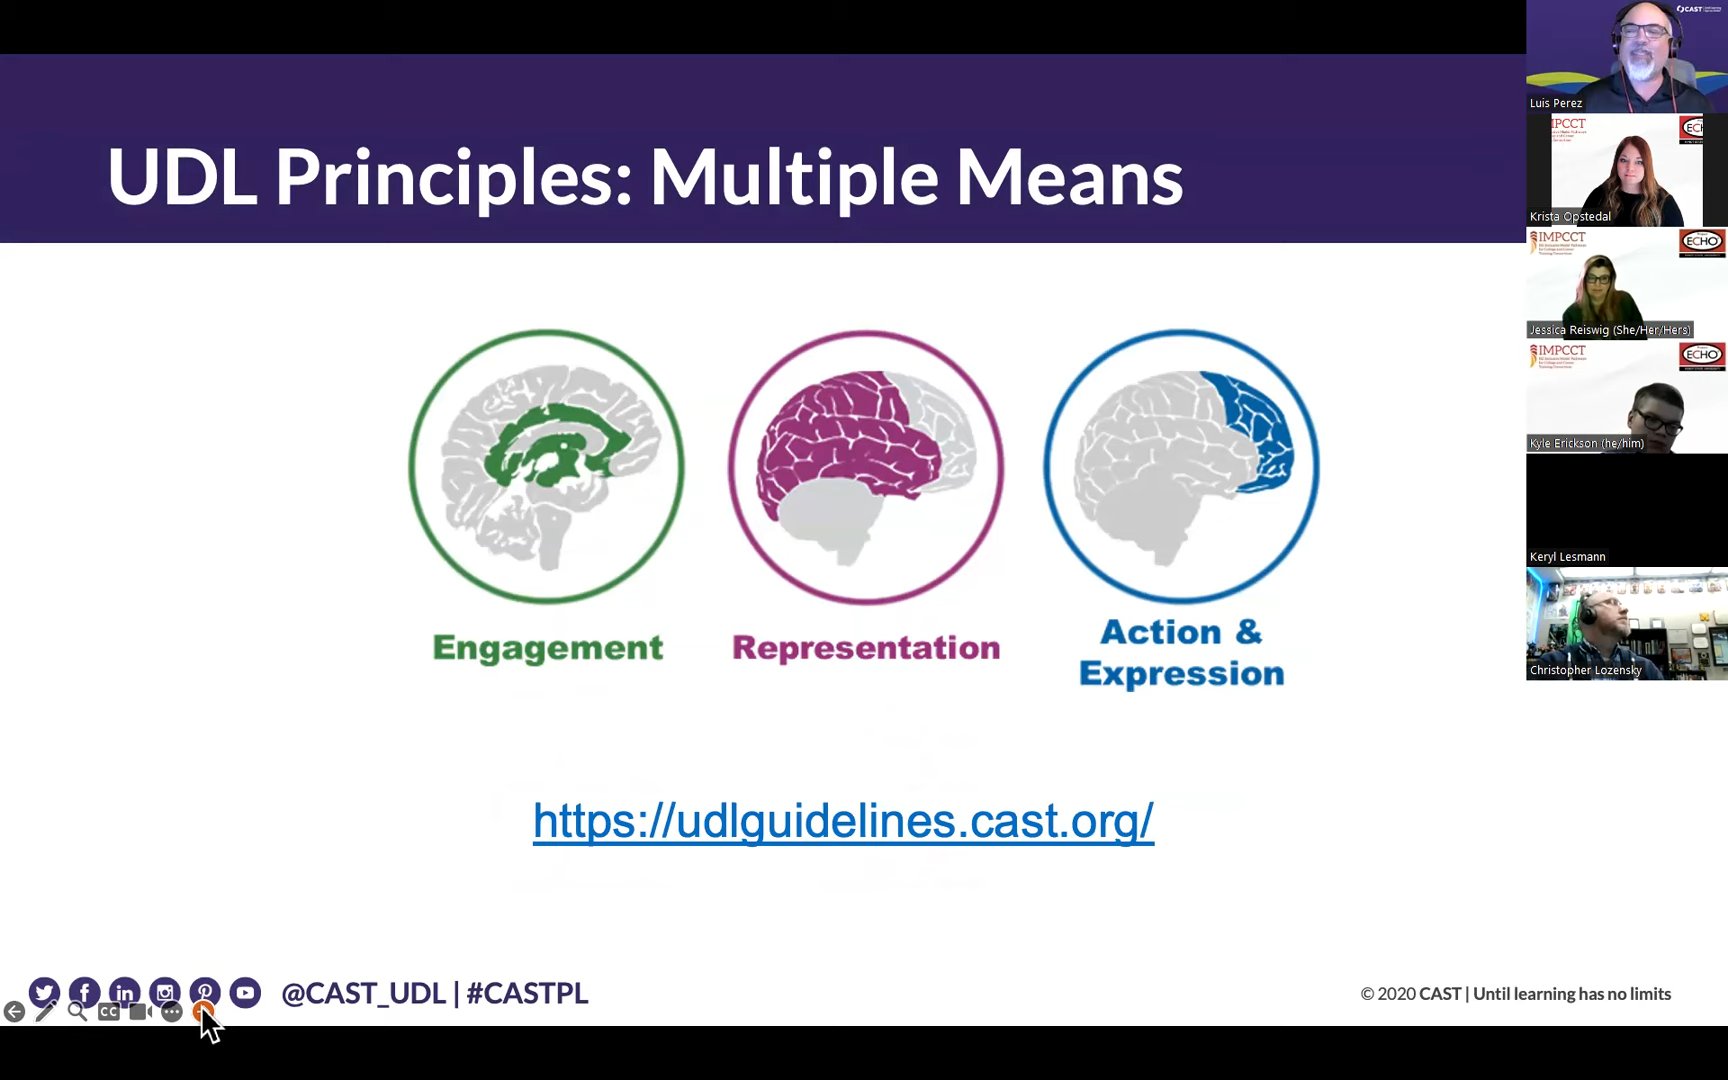 UDL Principles: Multiple Means
Engagement
Representation
Action &
Expression
https://udlguidelines.cast.org/
@CAST_UDL | #CASTPL
© 2020 CAST | Until learning has no limits
CC
CAST
Luis Perez
IMPCCT
ECHO
Krista Opstedal
IMPCCT
ECHO
Jessica Reiswig (She/Her/Hers)
IMPCCT
ECHO
Kyle Erickson (he/him)
Keryl Lesmann
Christopher Lozensky